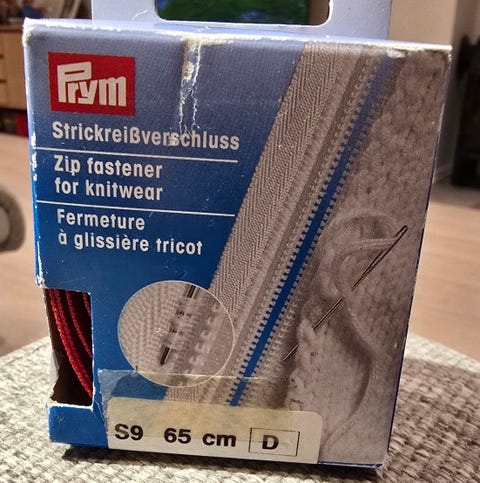 Prym
Strickreißverschluss
Zip fastener
for knitwear
Fermeture
à glissière tricot
S9 65 cm D